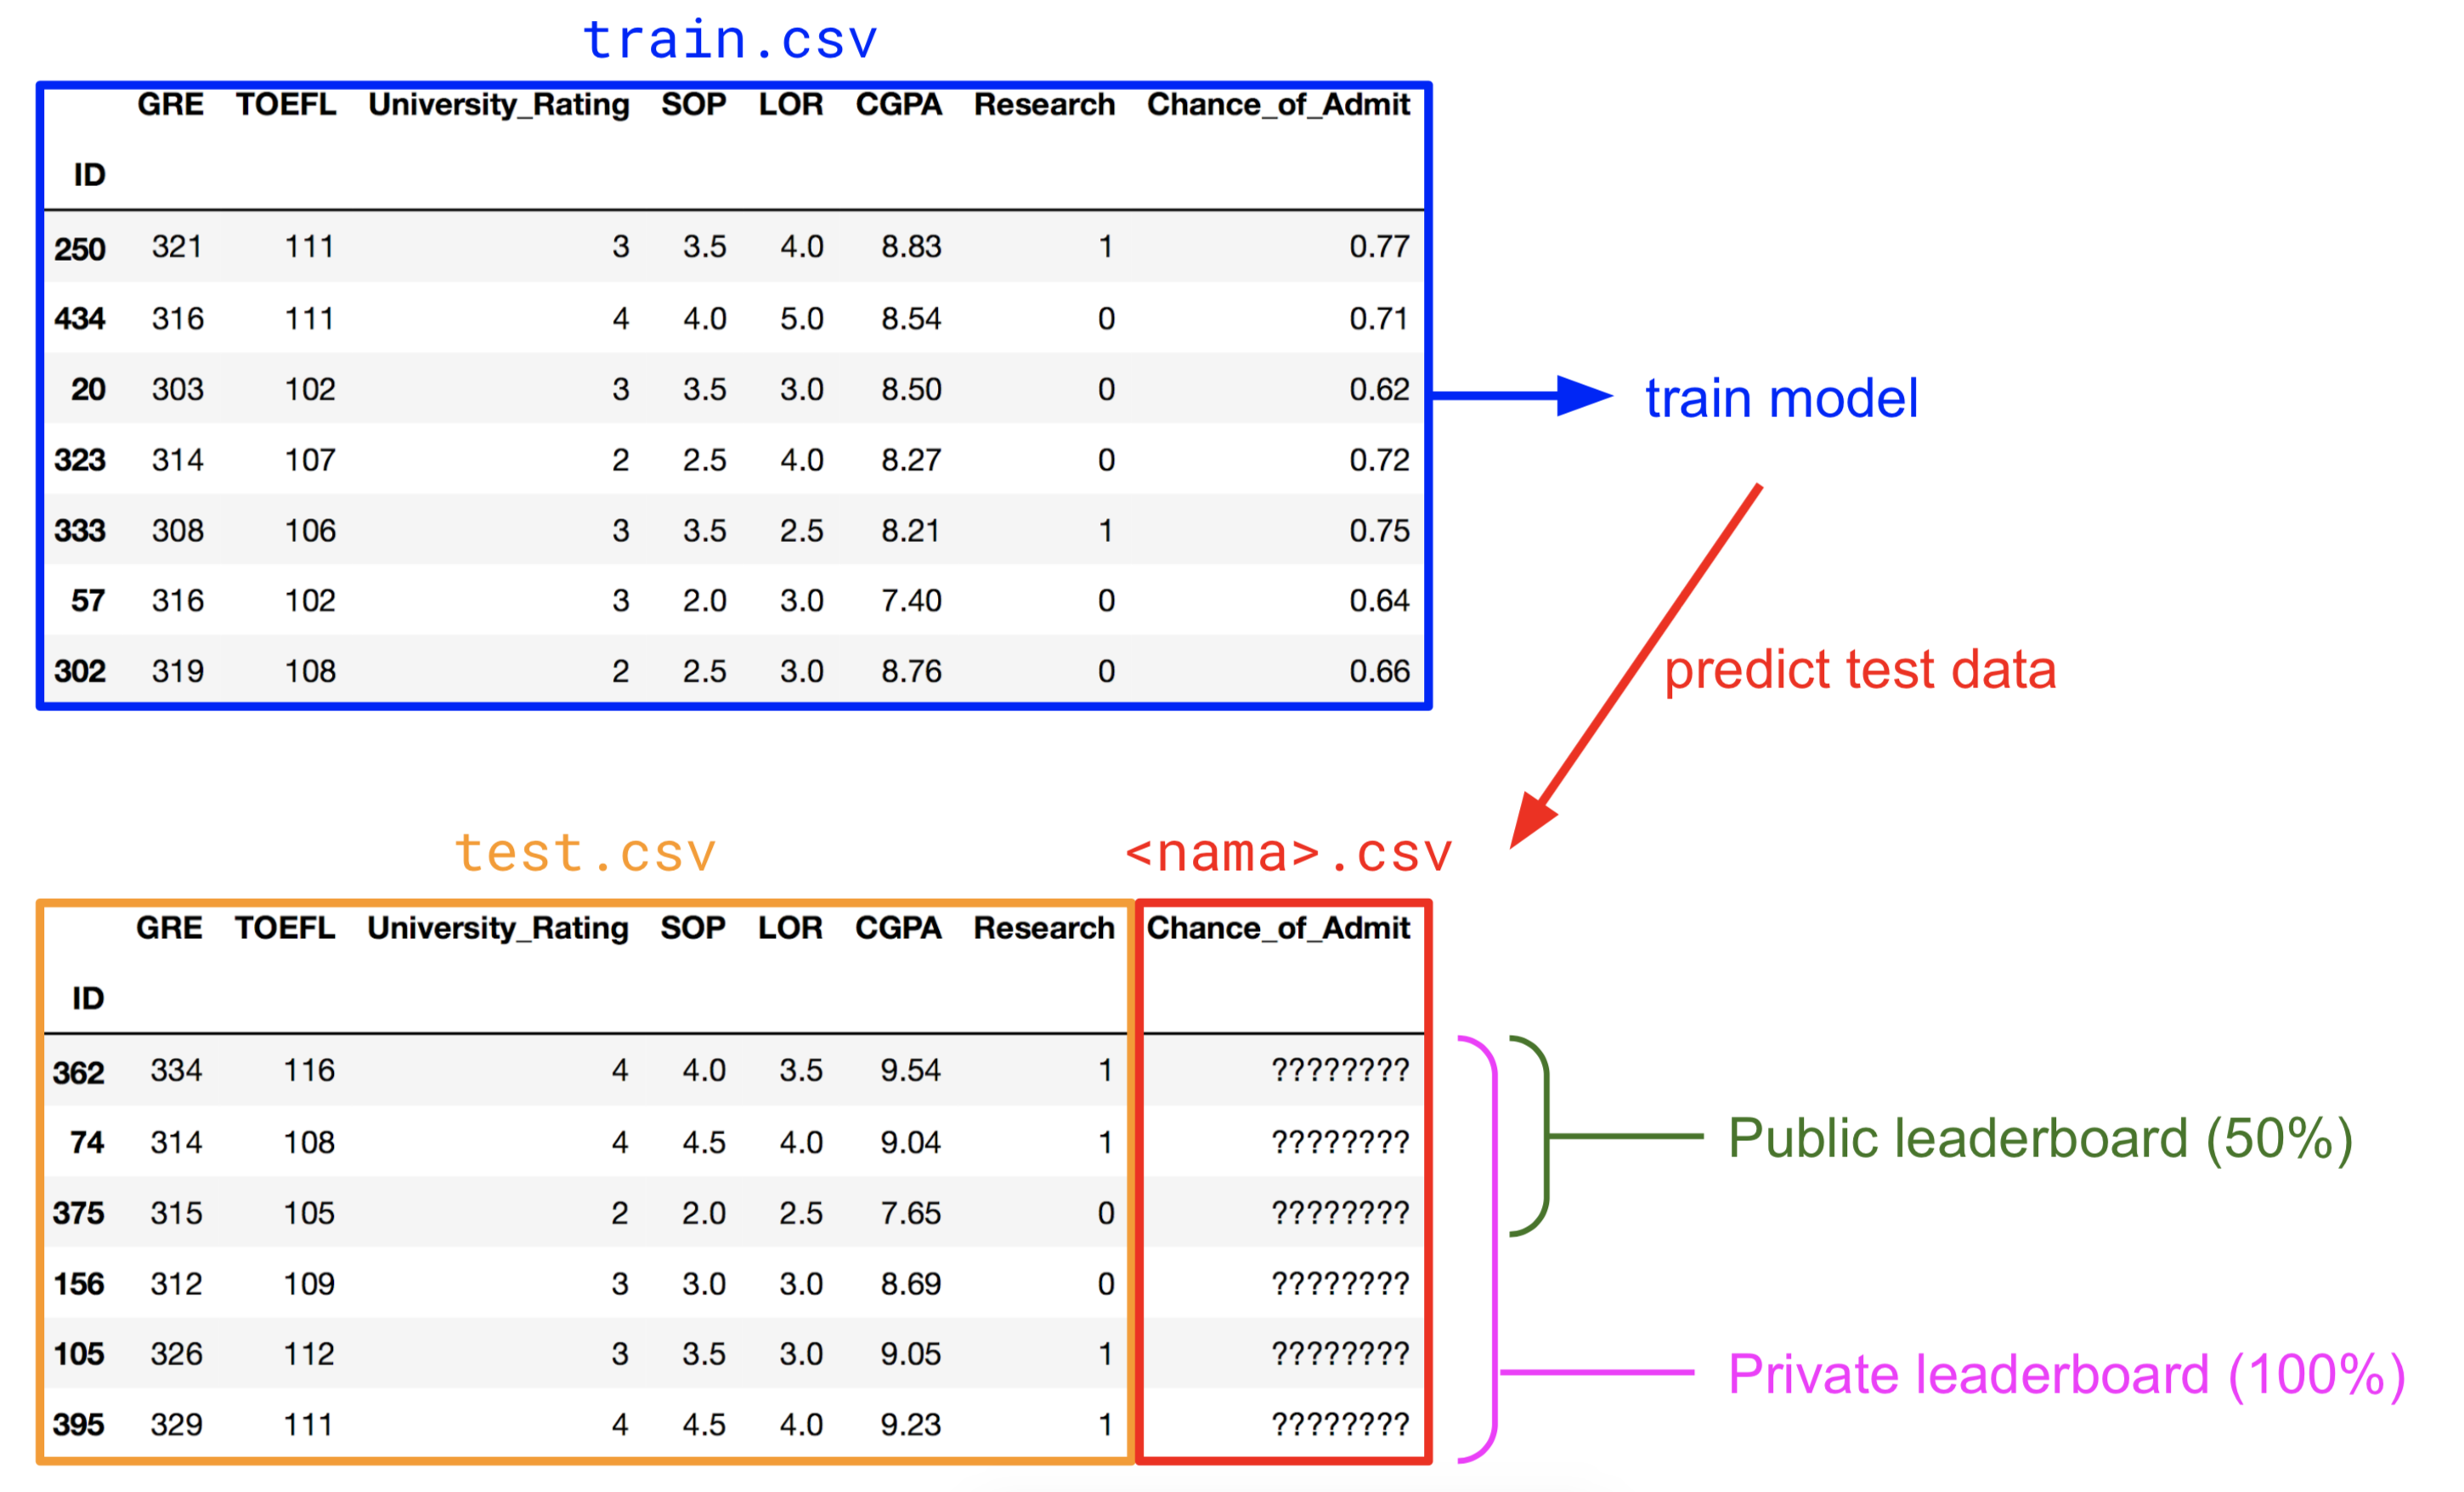 train.csv
GRE TOEFL University_Rating SOP LOR CGPA Research Chance_of_Admit
ID
250 321 111 3 3.5 4.0 8.83 1 0.77
434 316 111 4 4.0 5.0 8.54 0 0.71
20 303 102 3 3.5 3.0 8.50 0 0.62
323 314 107 2 2.5 4.0 8.27 0 0.72
333 308 106 3 3.5 2.5 8.21 1 0.75
57 316 102 3 2.0 3.0 7.40 0 0.64
302 319 108 2 2.5 3.0 8.76 0 0.66
train model
predict test data
test.csv
<nama>.csv
GRE TOEFL University_Rating SOP LOR CGPA Research Chance_of_Admit
ID
362 334 116 4 4.0 3.5 9.54 1 ????????
74 314 108 4 4.5 4.0 9.04 1 ????????
375 315 105 2 2.0 2.5 7.65 0 ????????
156 312 109 3 3.0 3.0 8.69 0 ????????
105 326 112 3 3.5 3.0 9.05 1 ????????
395 329 111 4 4.5 4.0 9.23 1 ????????
Public leaderboard (50%)
Private leaderboard (100%)